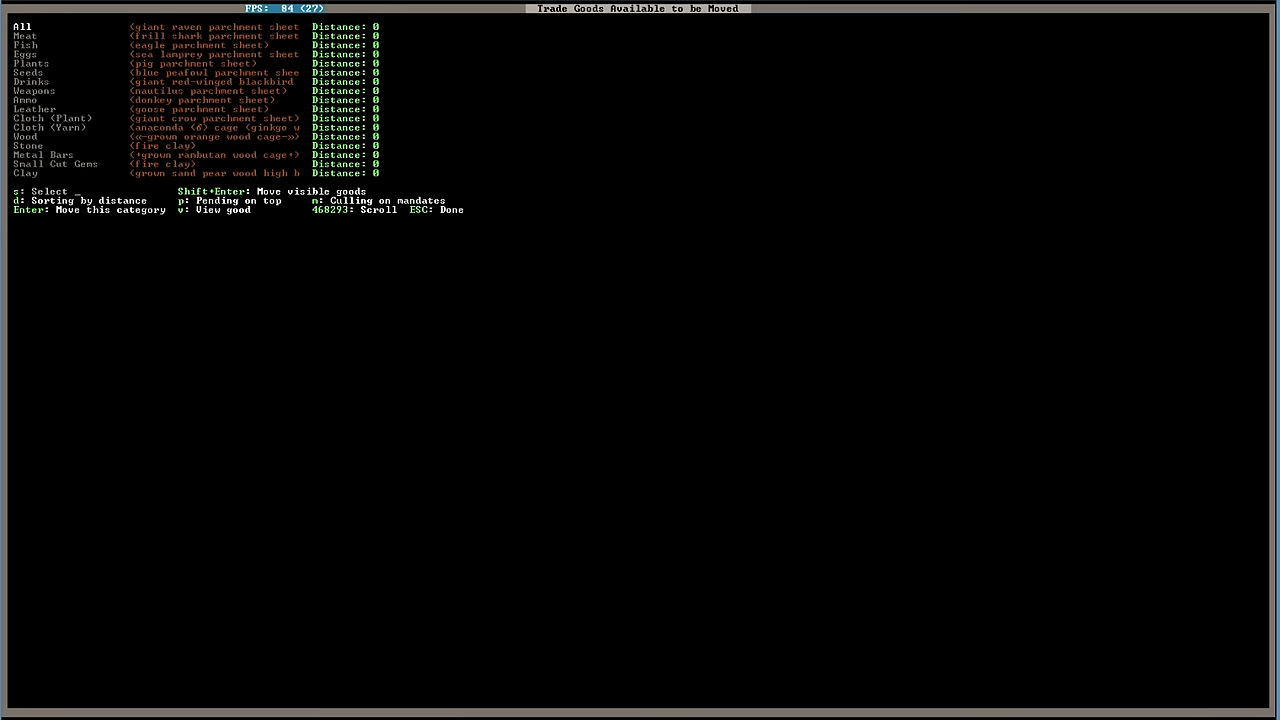 FPS: 84 (27) Trade Goods Available to be Moved
All (giant raven parchment sheet Distance: 0
Meat (frill shark parchment sheet Distance: 0
Fish (eagle parchment sheet) Distance: 0
Eggs (sea lamprey parchment sheet Distance: 0
Plants (pig parchment sheet) Distance: 0
Seeds (blue peafowl parchment shee Distance: 0
Drinks (giant red-winged blackbird Distance: 0
Weapons (nautilus parchment sheet) Distance: 0
Ammo (donkey parchment sheet) Distance: 0
Leather (goose parchment sheet) Distance: 0
Cloth (Plant) (giant crow parchment sheet) Distance: 0
Cloth (Yarn) (anaconda (6) cage (ginkgo w Distance: 0
Wood («-grown orange wood cage-») Distance: 0
Stone (fire clay) Distance: 0
Metal Bars (+grown rambutan wood cage+) Distance: 0
Small Cut Gems (fire clay) Distance: 0
Clay (grown sand pear wood high b Distance: 0
s: Select _ Shift+Enter: Move visible goods
d: Sorting by distance p: Pending on top m: Culling on mandates
Enter: Move this category v: View good 468293: Scroll ESC: Done